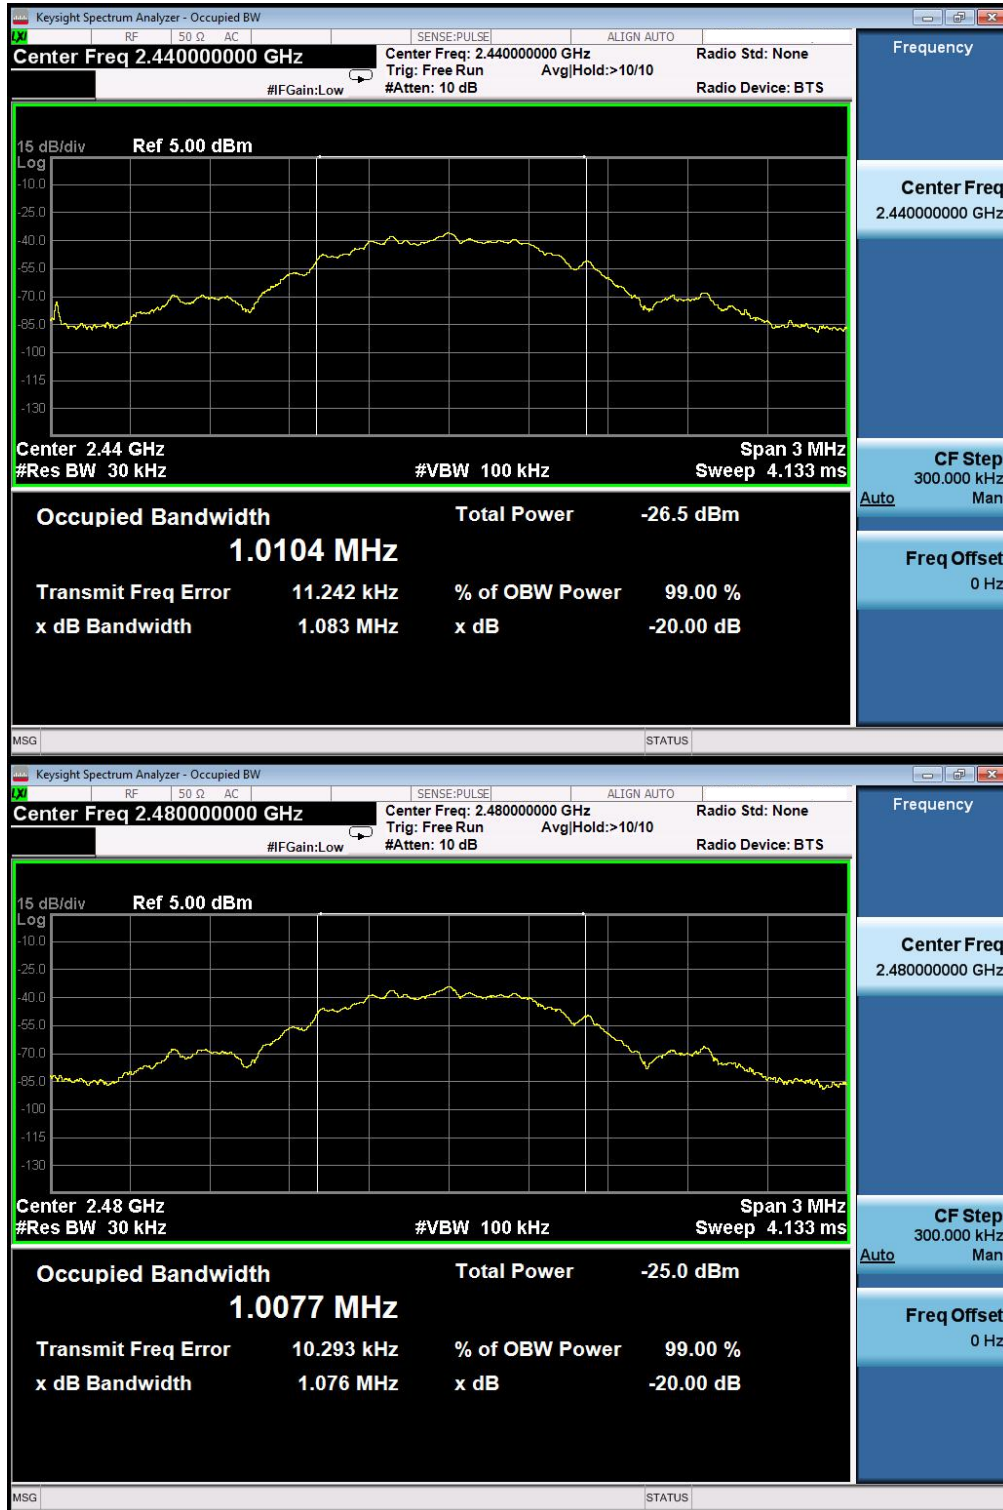 Keysight Spectrum Analyzer - Occupied BW
LXI RF 50 Ω AC SENSE:PULSE ALIGN AUTO
Center Freq 2.440000000 GHz
Center Freq: 2.440000000 GHz Radio Std: None
Trig: Free Run Avg|Hold:>10/10
#IFGain:Low #Atten: 10 dB Radio Device: BTS
Frequency
15 dB/div Ref 5.00 dBm
Log
-10.0
-25.0
-40.0
-55.0
-70.0
-85.0
-100
-115
-130
Center 2.44 GHz Span 3 MHz
#Res BW 30 kHz #VBW 100 kHz Sweep 4.133 ms
Center Freq
2.440000000 GHz
CF Step
300.000 kHz
Auto Man
Freq Offset
0 Hz
Occupied Bandwidth Total Power -26.5 dBm
1.0104 MHz
Transmit Freq Error 11.242 kHz % of OBW Power 99.00 %
x dB Bandwidth 1.083 MHz x dB -20.00 dB
MSG STATUS
Keysight Spectrum Analyzer - Occupied BW
LXI RF 50 Ω AC SENSE:PULSE ALIGN AUTO
Center Freq 2.480000000 GHz
Center Freq: 2.480000000 GHz Radio Std: None
Trig: Free Run Avg|Hold:>10/10
#IFGain:Low #Atten: 10 dB Radio Device: BTS
Frequency
15 dB/div Ref 5.00 dBm
Log
-10.0
-25.0
-40.0
-55.0
-70.0
-85.0
-100
-115
-130
Center 2.48 GHz Span 3 MHz
#Res BW 30 kHz #VBW 100 kHz Sweep 4.133 ms
Center Freq
2.480000000 GHz
CF Step
300.000 kHz
Auto Man
Freq Offset
0 Hz
Occupied Bandwidth Total Power -25.0 dBm
1.0077 MHz
Transmit Freq Error 10.293 kHz % of OBW Power 99.00 %
x dB Bandwidth 1.076 MHz x dB -20.00 dB
MSG STATUS